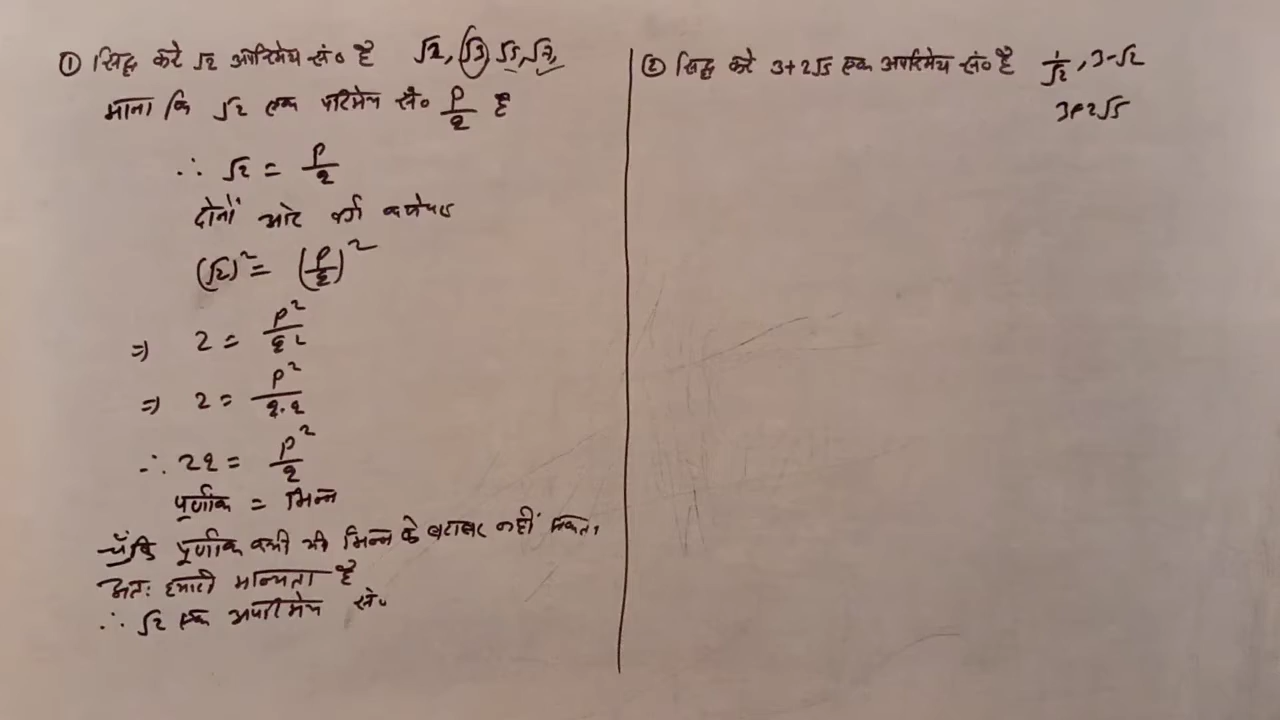 ① सिद्ध करे √2 अपरिमेय सं० है √2, √3 √5, √7,
माना कि √2 एक परिमेय सं० p/q है
∴ √2 = p/q
दोनों ओर वर्ग करनेपर
(√2)² = (p/q)²
⇒ 2 = p²/q²
⇒ 2 = p²/q.q
∴ 2q = p²/q
पूर्णांक = भिन्न
चूँकि पूर्णांक कभी भी भिन्न के बराबर नहीं सकता
अतः हमारी मान्यता है
∴ √2 एक अपरिमेय सं०
② सिद्ध करे 3+2√5 एक अपरिमेय सं० है 1/√2, 3-√2
3+2√5